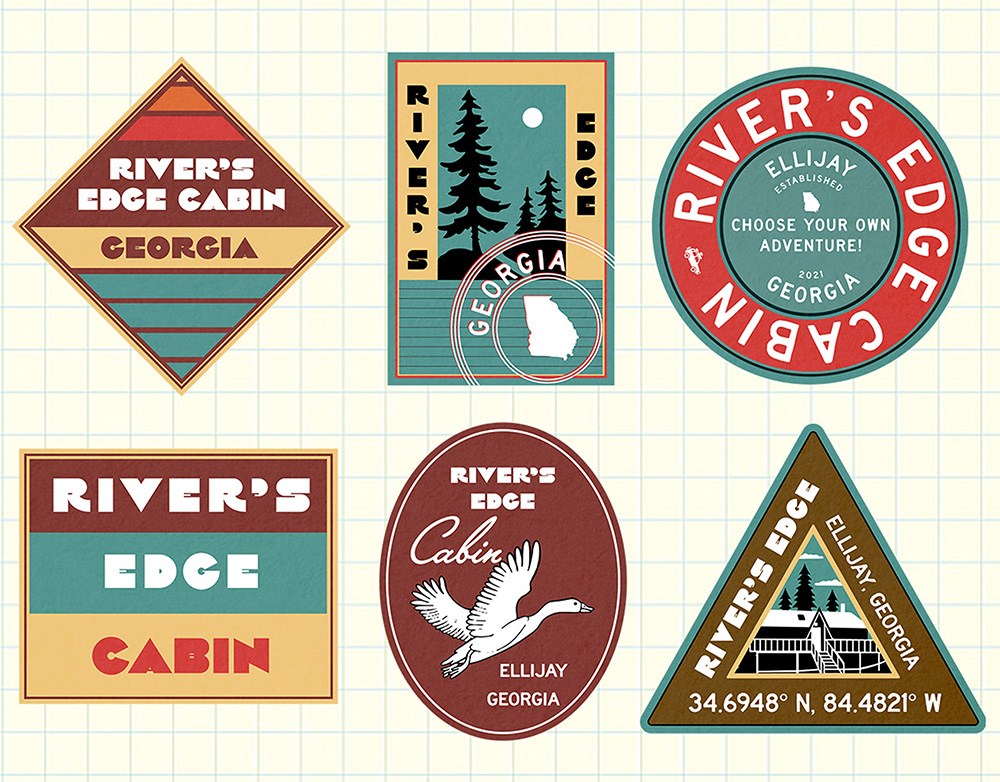 RIVER'S
EDGE CABIN
GEORGIA
RIVER'S
EDGE
GEORGIA
RIVER'S EDGE CABIN
ELLIJAY
ESTABLISHED
CHOOSE YOUR OWN
ADVENTURE!
2021
GEORGIA
RIVER'S
EDGE
CABIN
RIVER'S
EDGE
Cabin
ELLIJAY
GEORGIA
RIVER'S EDGE
ELLIJAY, GEORGIA
34.6948° N, 84.4821° W